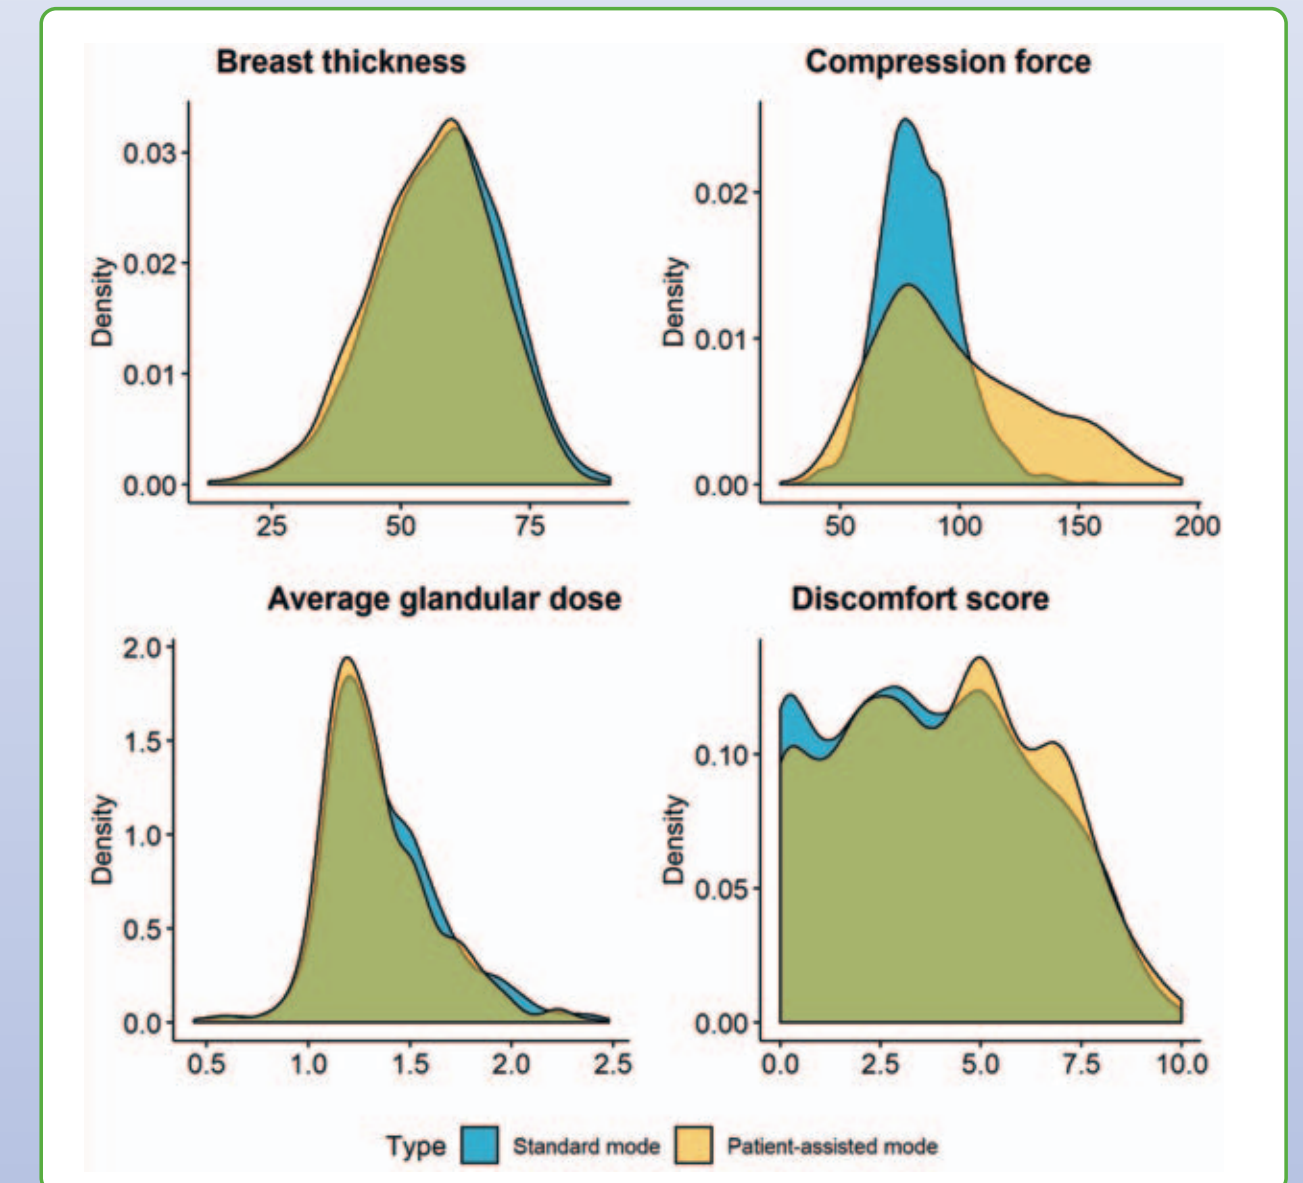 Breast thickness
Compression force
0.03
0.02
0.01
0.00
Density
25 50 75
0.02
0.01
0.00
Density
50 100 150 200
Average glandular dose
Discomfort score
2.0
1.5
1.0
0.5
0.0
Density
0.5 1.0 1.5 2.0 2.5
0.10
0.05
0.00
Density
0.0 2.5 5.0 7.5 10.0
Type Standard mode Patient-assisted mode